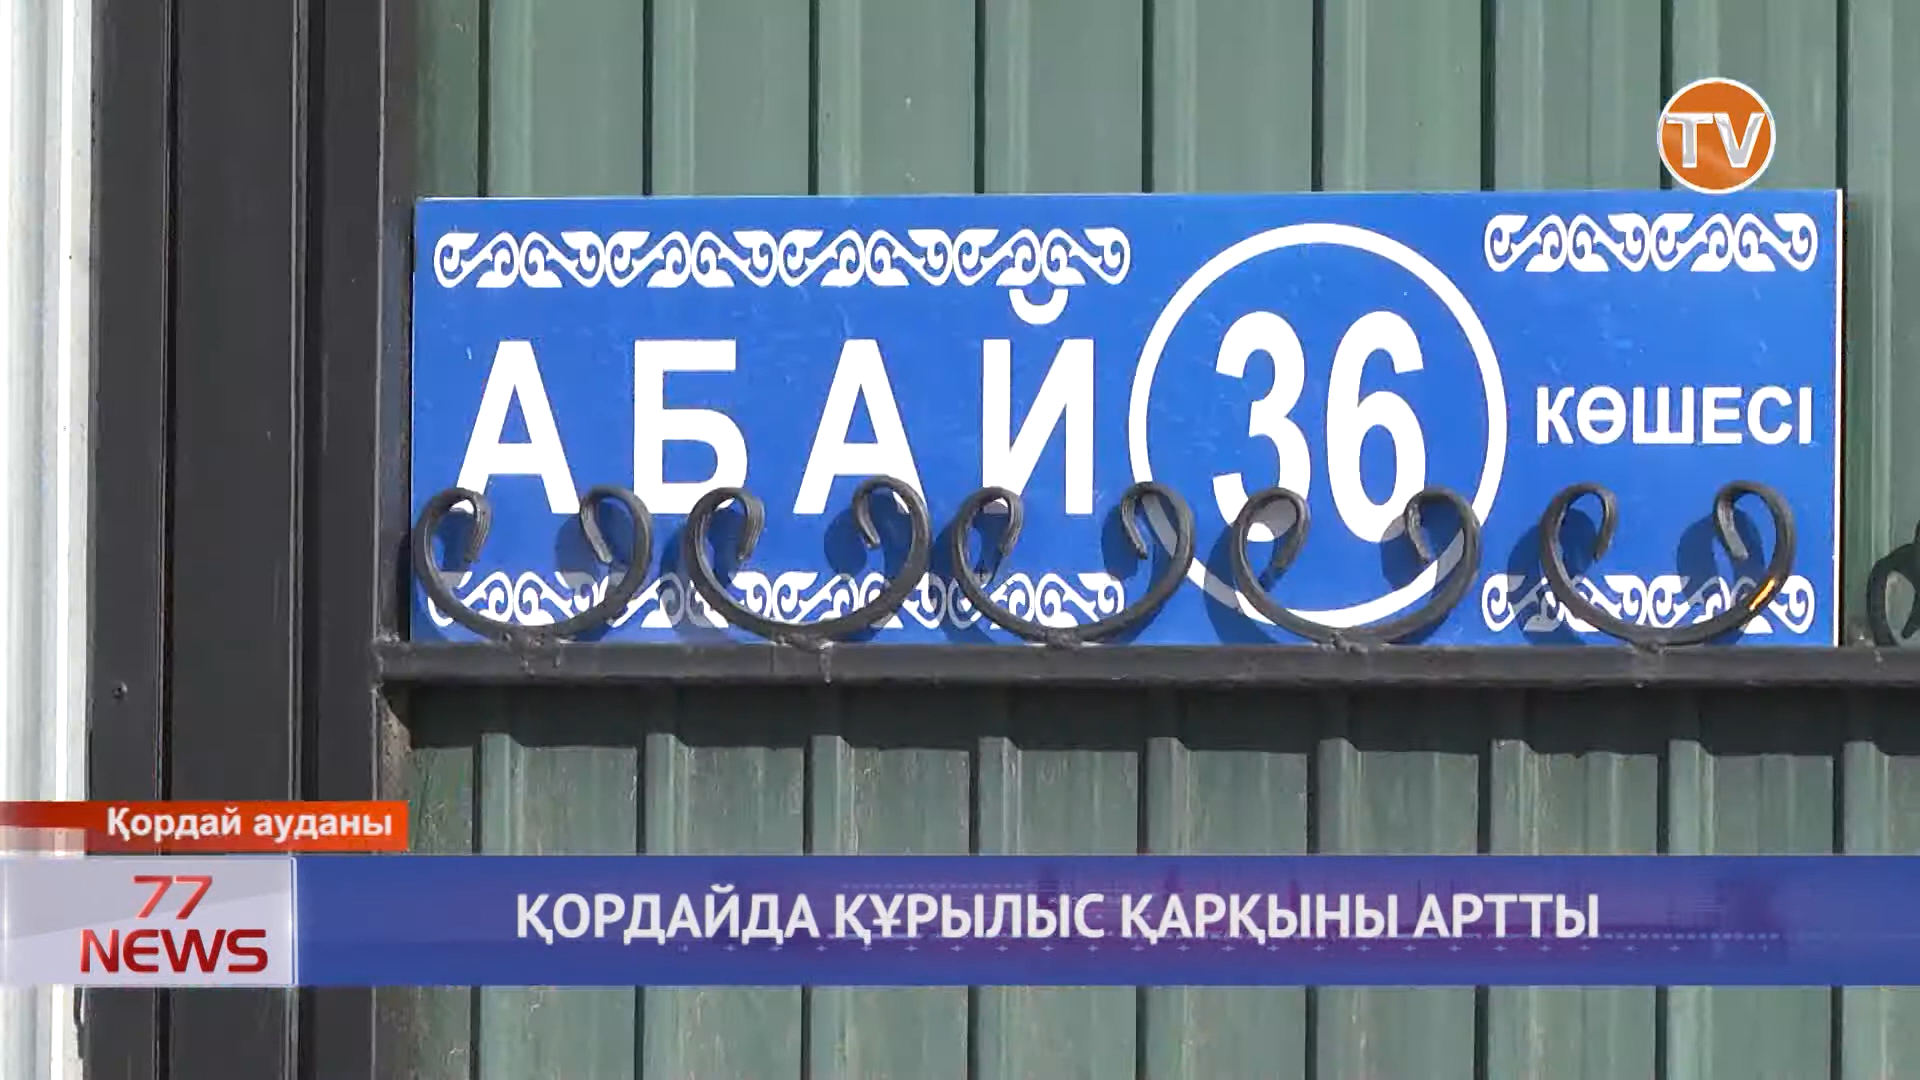 TV
АБАЙ 36 КӨШЕСІ
Қордай ауданы
77
NEWS
ҚОРДАЙДА ҚҰРЫЛЫС ҚАРҚЫНЫ АРТТЫ